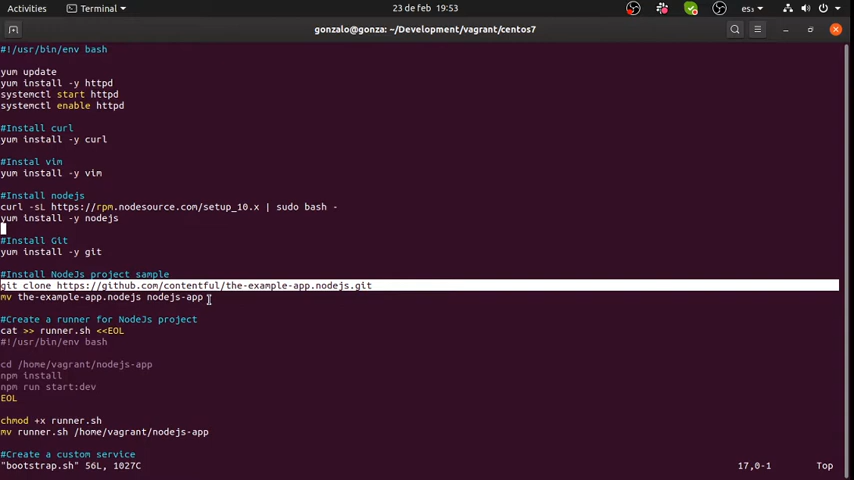 Activities Terminal 23 de feb 19:53 es₃
gonzalo@gonza: ~/Development/vagrant/centos7
#!/usr/bin/env bash
yum update
yum install -y httpd
systemctl start httpd
systemctl enable httpd
#Install curl
yum install -y curl
#Instal vim
yum install -y vim
#Install nodejs
curl -sL https://rpm.nodesource.com/setup_10.x | sudo bash -
yum install -y nodejs
#Install Git
yum install -y git
#Install NodeJs project sample
git clone https://github.com/contentful/the-example-app.nodejs.git
mv the-example-app.nodejs nodejs-app
#Create a runner for NodeJs project
cat >> runner.sh <<EOL
#!/usr/bin/env bash
cd /home/vagrant/nodejs-app
npm install
npm run start:dev
EOL
chmod +x runner.sh
mv runner.sh /home/vagrant/nodejs-app
#Create a custom service
"bootstrap.sh" 56L, 1027C 17,0-1 Top